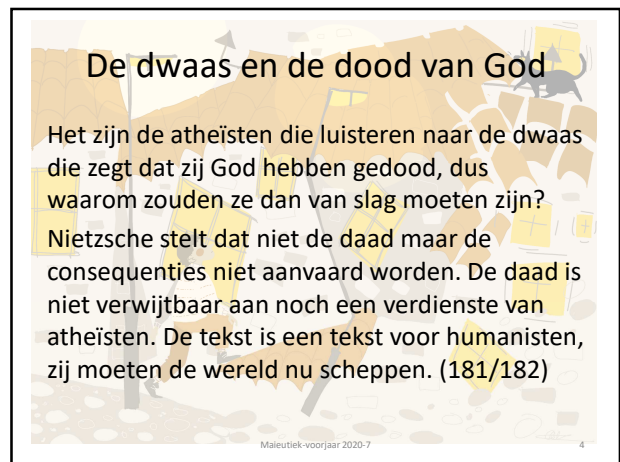 De dwaas en de dood van God
Het zijn de atheïsten die luisteren naar de dwaas
die zegt dat zij God hebben gedood, dus
waarom zouden ze dan van slag moeten zijn?
Nietzsche stelt dat niet de daad maar de
consequenties niet aanvaard worden. De daad is
niet verwijtbaar aan noch een verdienste van
atheïsten. De tekst is een tekst voor humanisten,
zij moeten de wereld nu scheppen. (181/182)
Maieutiek-voorjaar 2020-7
4